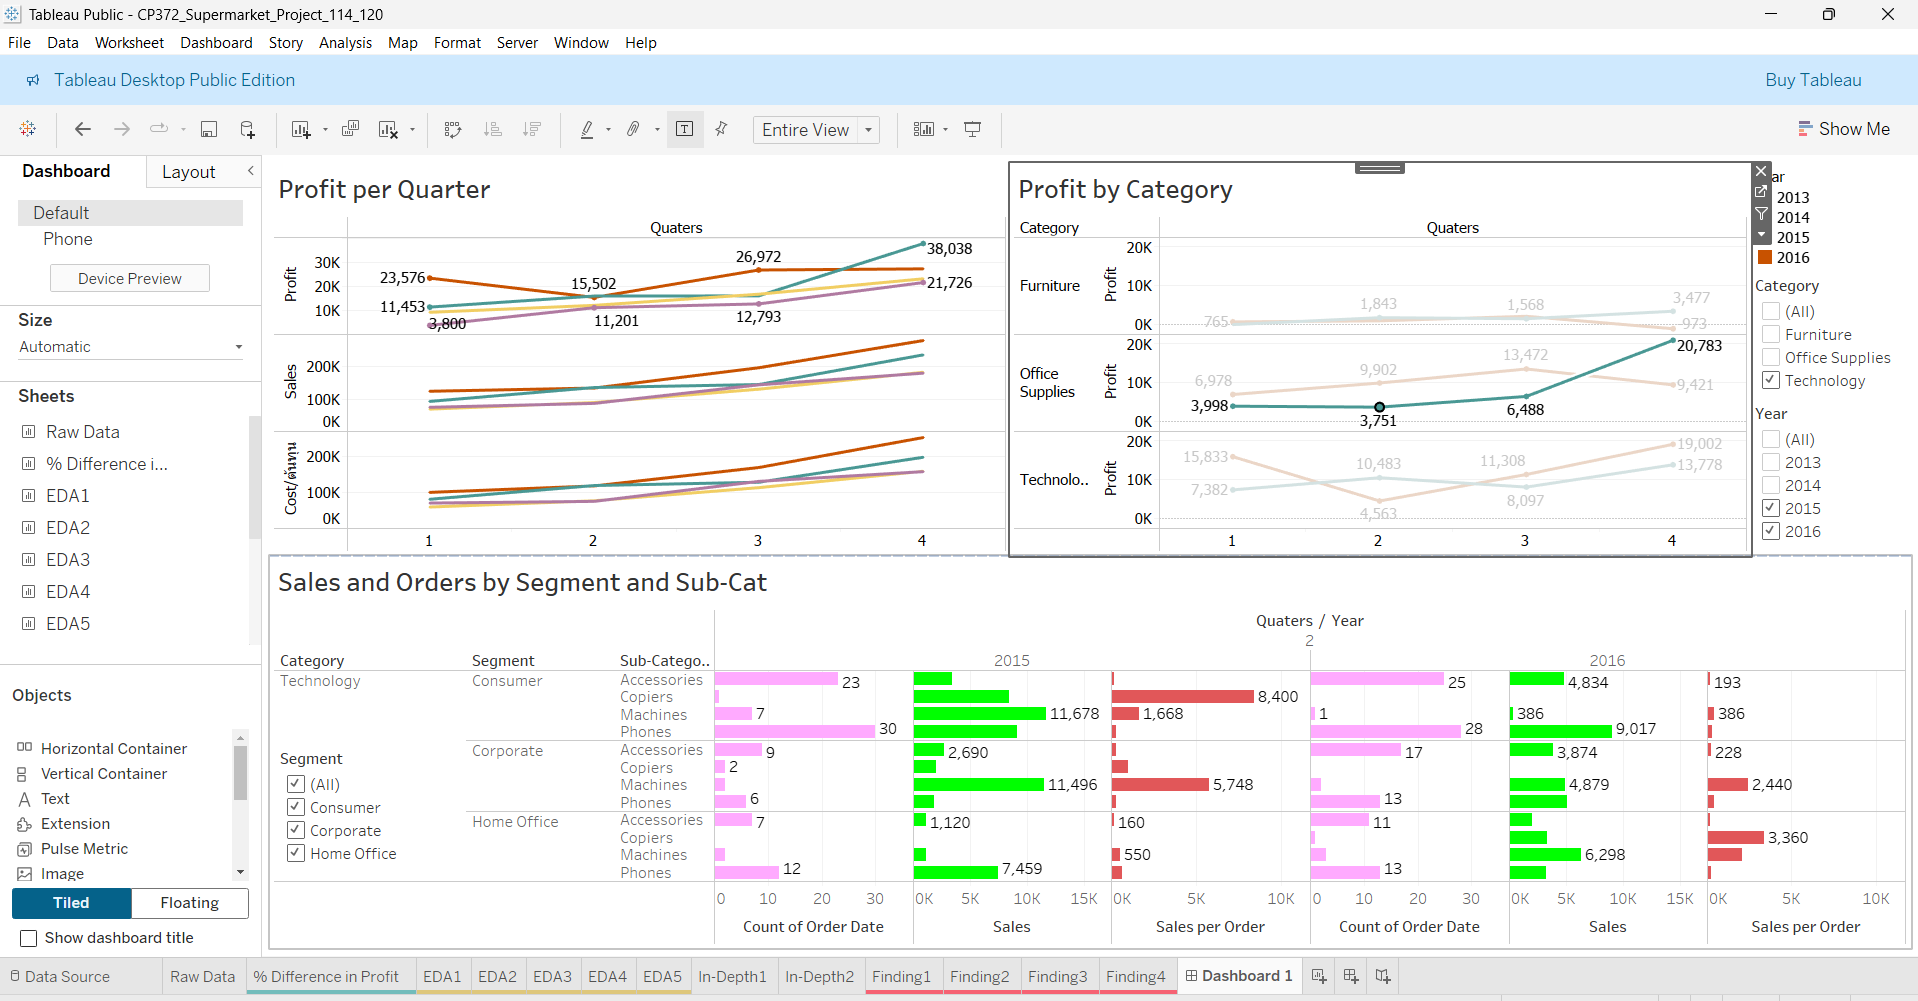 Tableau Public - CP372_Supermarket_Project_114_120
File Data Worksheet Dashboard Story Analysis Map Format Server Window Help
Tableau Desktop Public Edition
Buy Tableau
Entire View
Show Me
Dashboard
Layout
Default
Phone
Device Preview
Size
Automatic
Sheets
Raw Data
% Difference i...
EDA1
EDA2
EDA3
EDA4
EDA5
Objects
Horizontal Container
Vertical Container
Text
Extension
Pulse Metric
Image
Tiled
Floating
Show dashboard title
Profit per Quarter
Quaters
Profit
30K
20K
10K
23,576
11,453
3,800
15,502
11,201
26,972
12,793
38,038
21,726
Sales
200K
100K
0K
Cost/ต้นทุน
200K
100K
0K
1 2 3 4
Profit by Category
Category
Quaters
Furniture
Profit
20K
10K
0K
765
1,843
1,568
3,477
973
Office
Supplies
Profit
20K
10K
0K
6,978
3,998
9,902
3,751
13,472
6,488
20,783
9,421
Technolo..
Profit
20K
10K
0K
15,833
7,382
10,483
4,563
11,308
8,097
19,002
13,778
1 2 3 4
ar
2013
2014
2015
2016
Category
(All)
Furniture
Office Supplies
Technology
Year
(All)
2013
2014
2015
2016
Sales and Orders by Segment and Sub-Cat
Quaters / Year
2
Category Segment Sub-Catego.. 2015 2016
Technology Consumer Accessories 23 25 4,834 193
Copiers 8,400
Machines 7 11,678 1,668 1 386 386
Phones 30 28 9,017
Corporate Accessories 9 2,690 17 3,874 228
Copiers 2
Machines 11,496 5,748 4,879 2,440
Phones 6 13
Home Office Accessories 7 1,120 160 11
Copiers 3,360
Machines 550 6,298
Phones 12 7,459 13
Segment
(All)
Consumer
Corporate
Home Office
0 10 20 30 0K 5K 10K 15K 0K 5K 10K 0 10 20 30 0K 5K 10K 15K 0K 5K 10K
Count of Order Date Sales Sales per Order Count of Order Date Sales Sales per Order
Data Source Raw Data % Difference in Profit EDA1 EDA2 EDA3 EDA4 EDA5 In-Depth1 In-Depth2 Finding1 Finding2 Finding3 Finding4 Dashboard 1